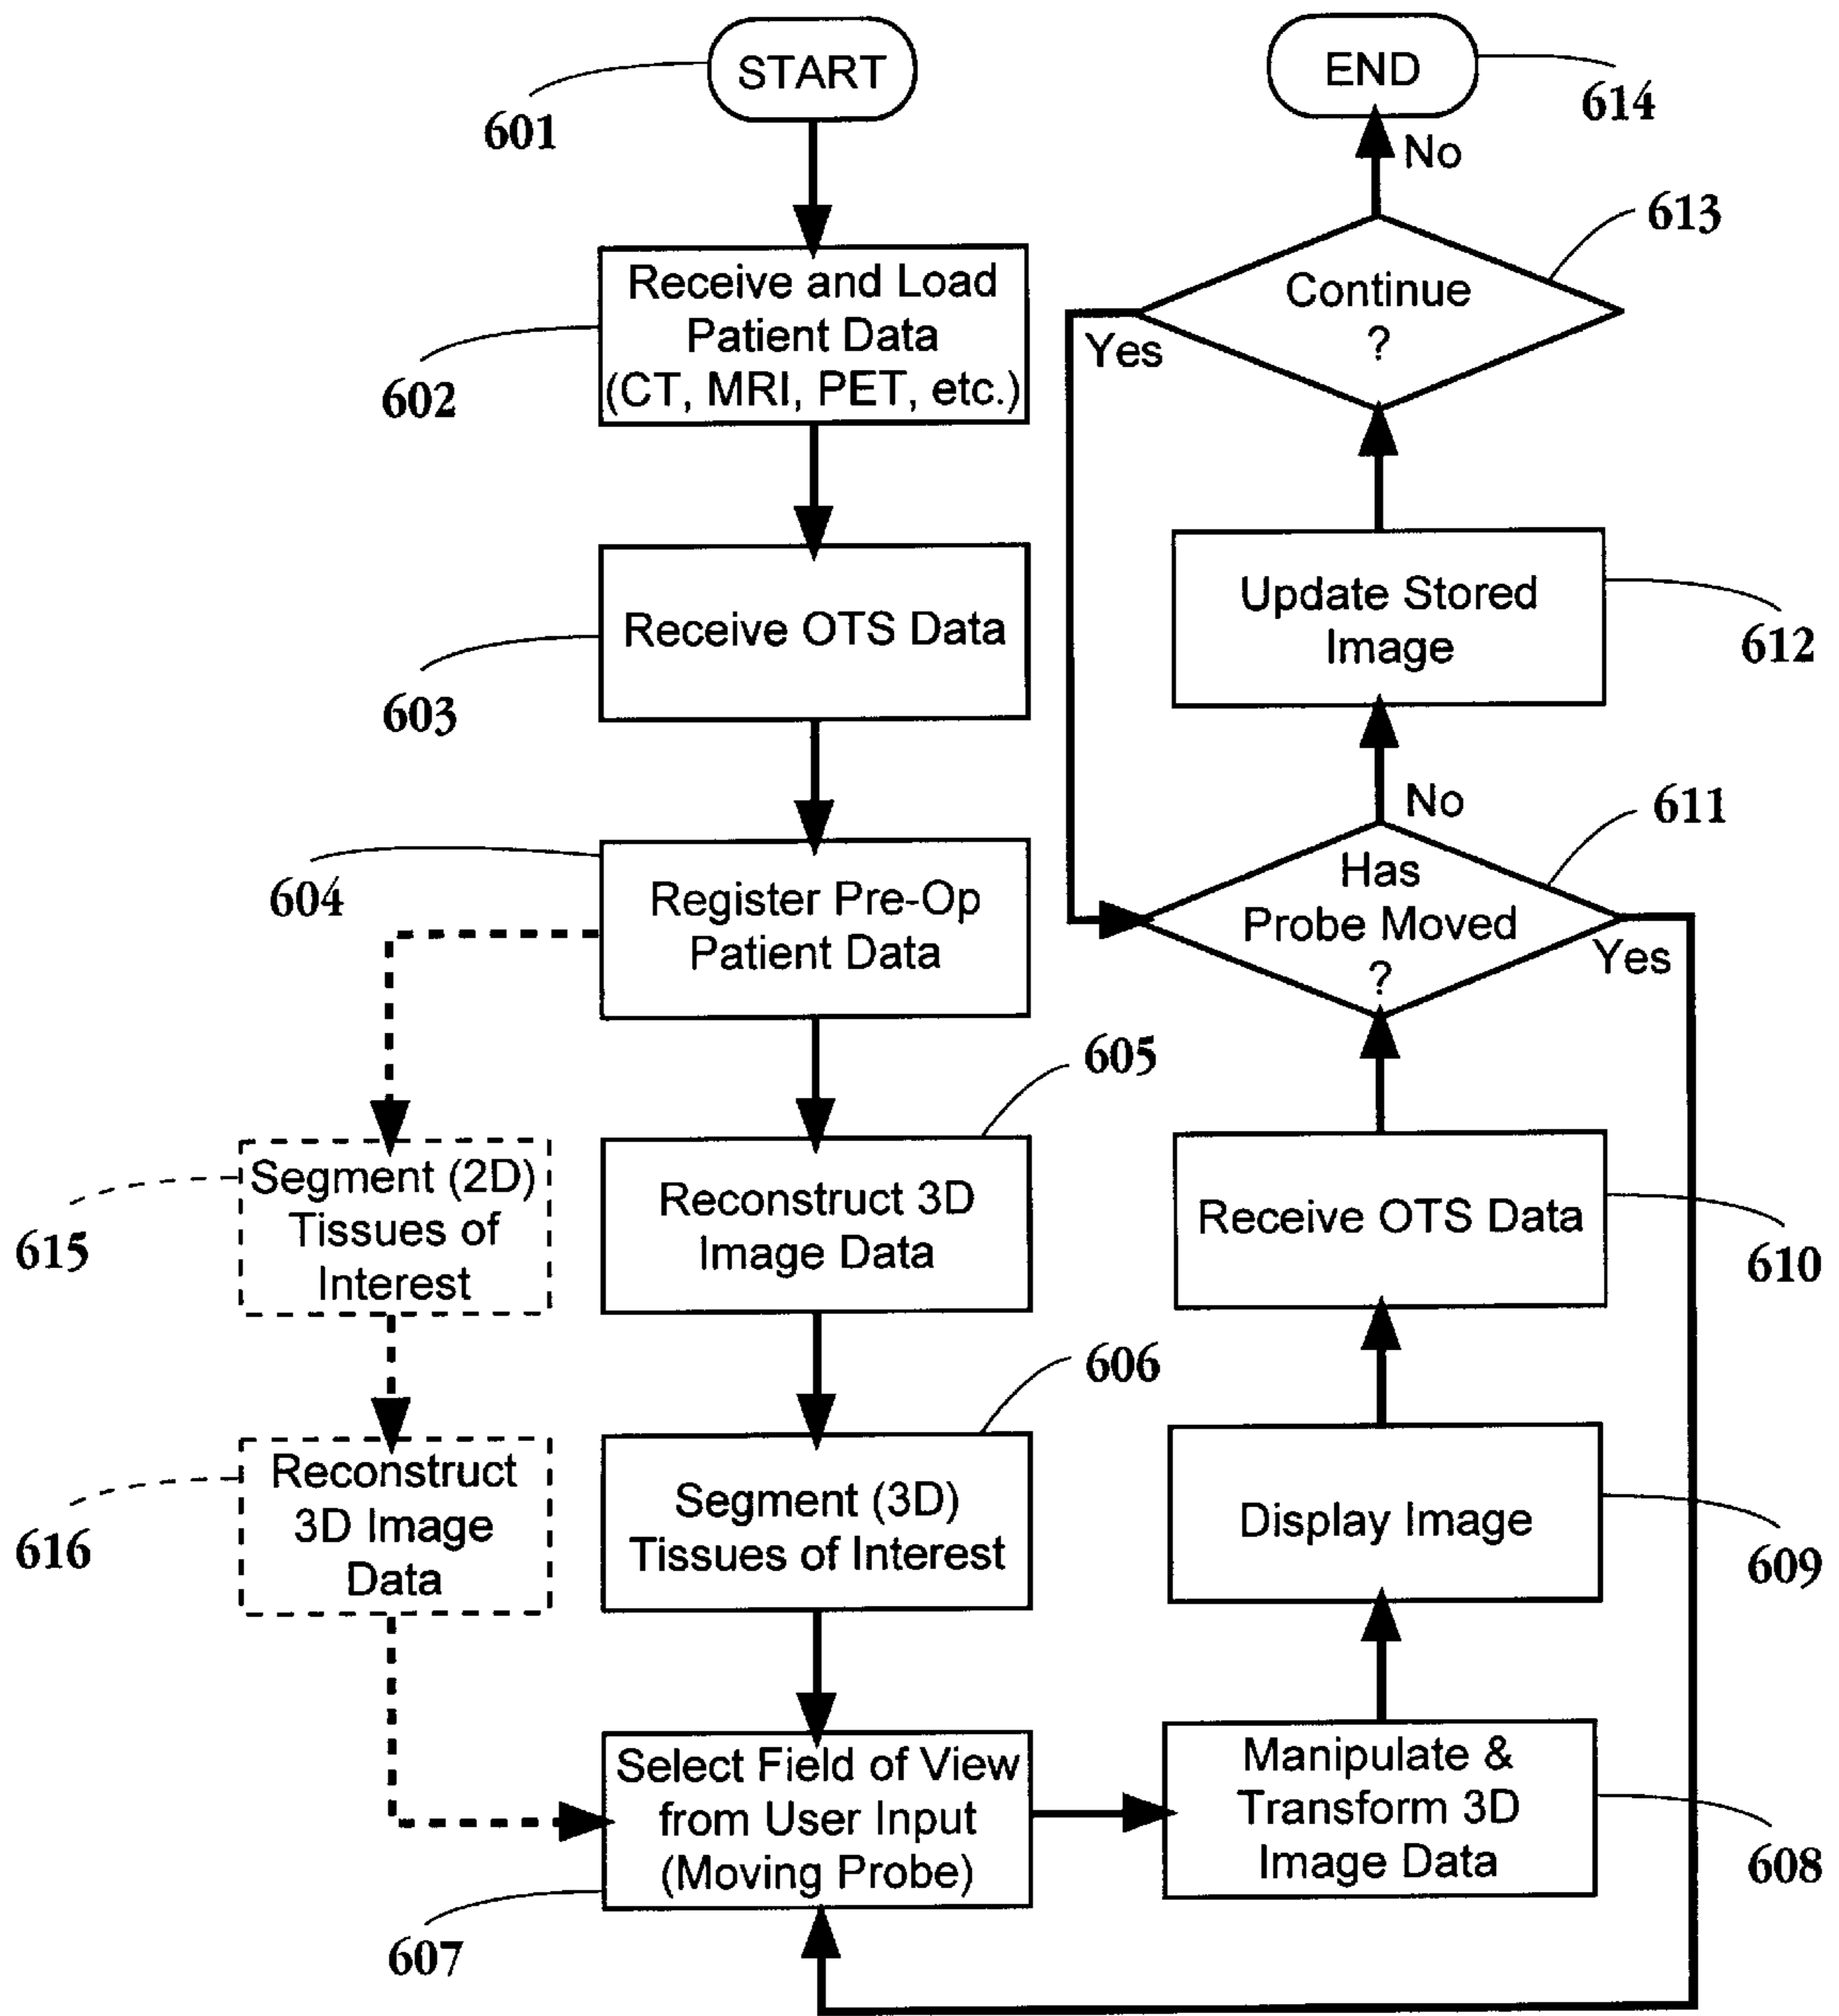 START
601
Receive and Load
Patient Data
(CT, MRI, PET, etc.)
602
Receive OTS Data
603
Register Pre-Op
Patient Data
604
605
Reconstruct 3D
Image Data
606
Segment (3D)
Tissues of Interest
Segment (2D)
Tissues of
Interest
615
Reconstruct
3D Image
Data
616
Select Field of View
from User Input
(Moving Probe)
607
Manipulate &
Transform 3D
Image Data
608
Display Image
609
Receive OTS Data
610
Has
Probe Moved
?
611
Yes
No
Update Stored
Image
612
Continue
?
613
Yes
No
END
614